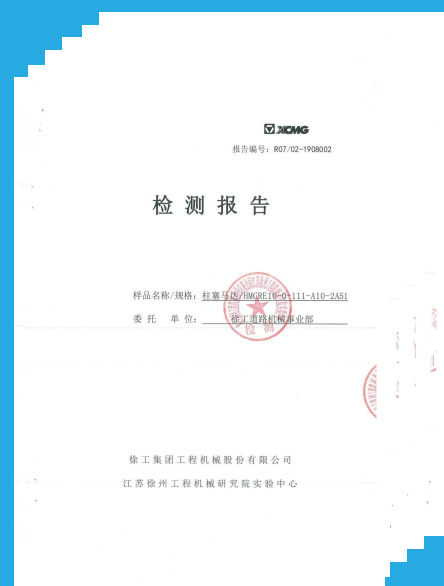 XCMG
报告编号：R07/02-1908002
检测报告
样品名称/规格：柱塞马达/HMCRE10-0-111-A10-2A51
委托 单位：徐工道路机械事业部
检测
徐工集团工程机械股份有限公司
江苏徐州工程机械研究院实验中心